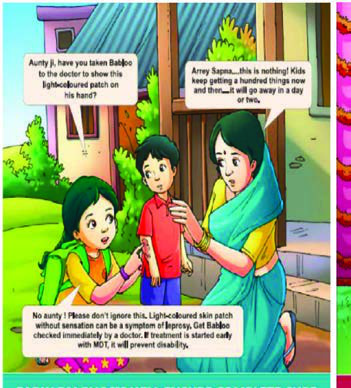 Aunty ji, have you taken Babloo
to the doctor to show this
light-coloured patch on
his hand?
Arrey Sapna....this is nothing! Kids
keep getting a hundred things now
and then....it will go away in a day
or two.
No aunty ! Please don't ignore this. Light-coloured skin patch
without sensation can be a symptom of leprosy. Get Babloo
checked immediately by a doctor. If treatment is started early
with MDT, it will prevent disability.